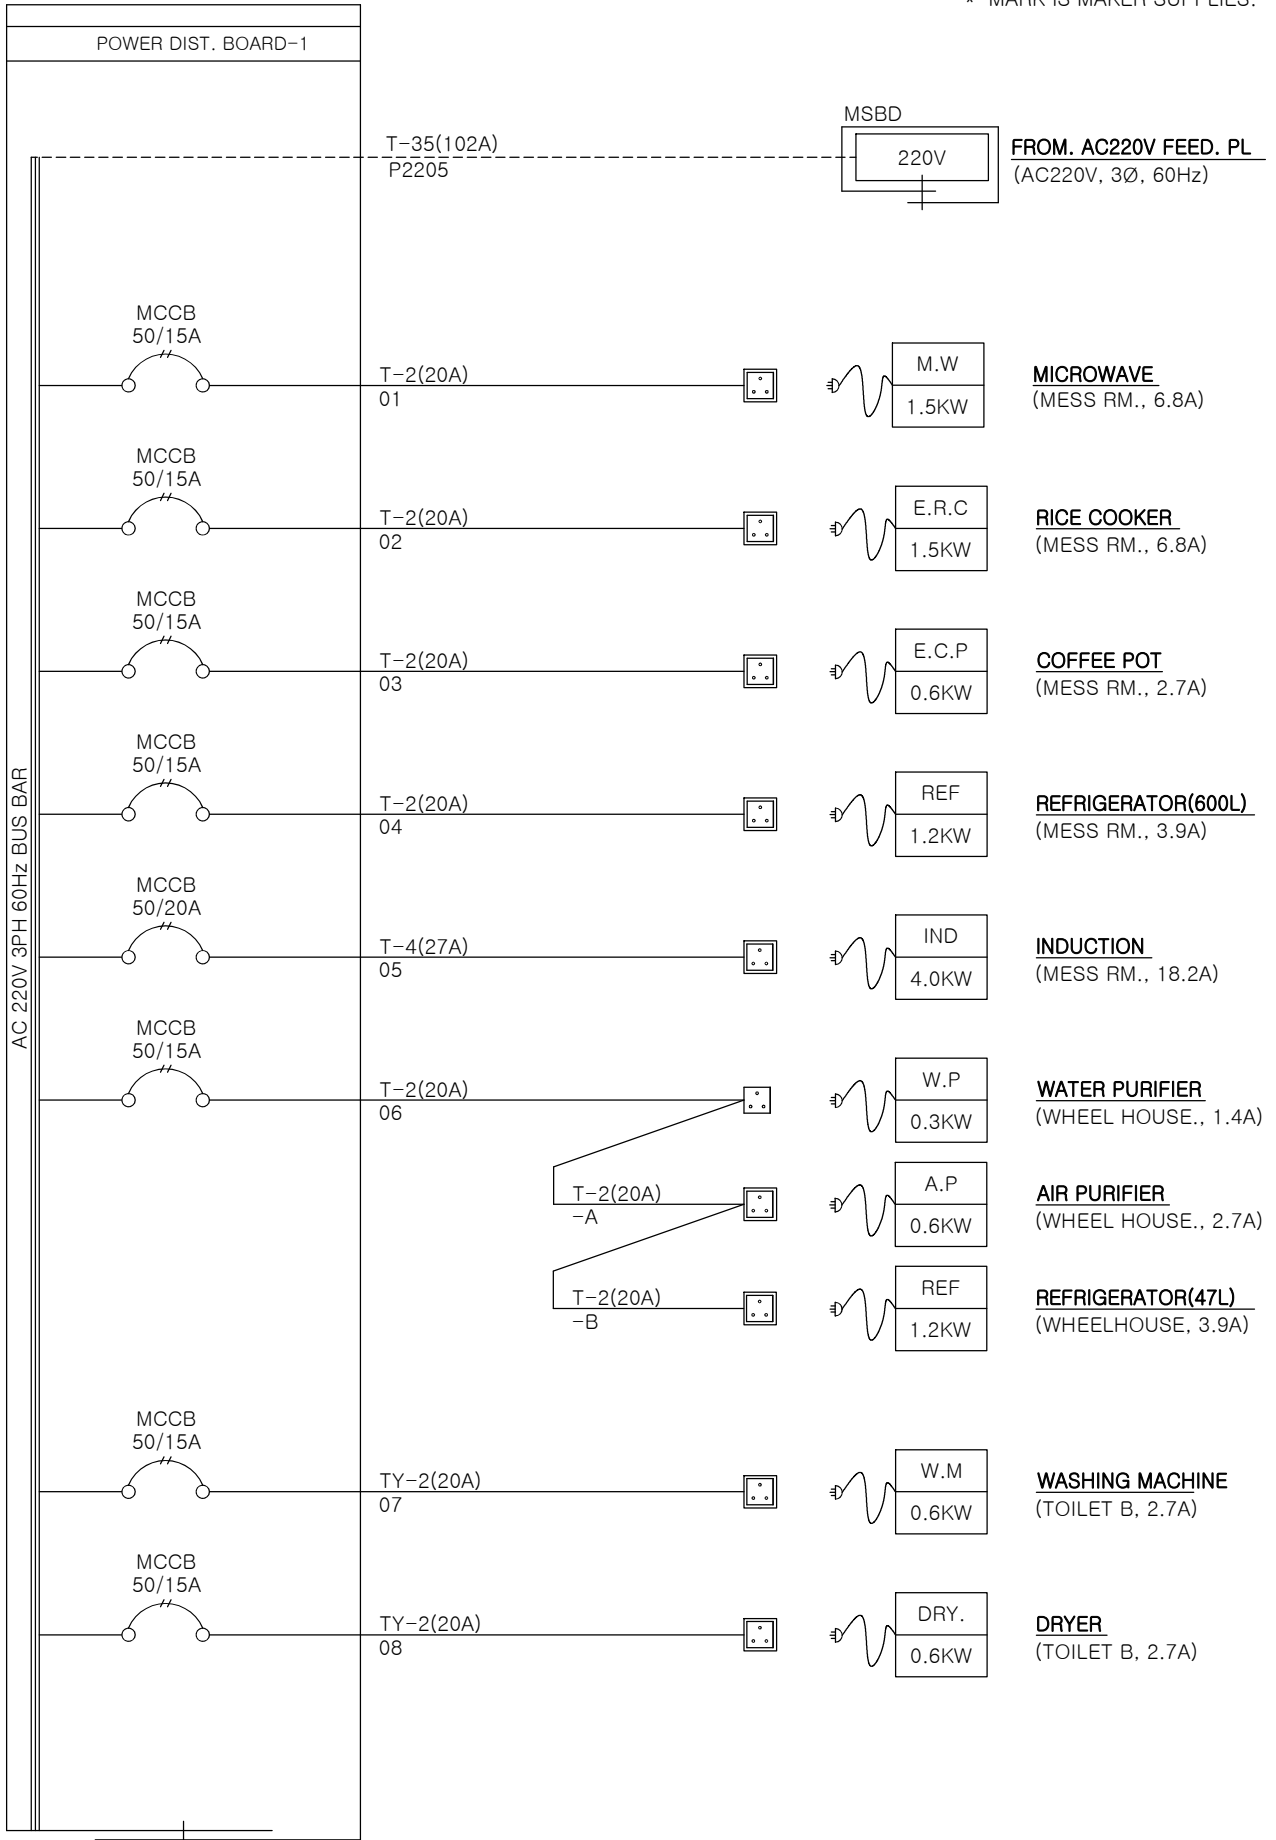 * MARK IS MAKER SUPPLIES.
POWER DIST. BOARD-1
MSBD
T-35(102A)
P2205
220V
FROM. AC220V FEED. PL
(AC220V, 3Ø, 60Hz)
AC 220V 3PH 60Hz BUS BAR
MCCB
50/15A
T-2(20A)
01
M.W
1.5KW
MICROWAVE
(MESS RM., 6.8A)
MCCB
50/15A
T-2(20A)
02
E.R.C
1.5KW
RICE COOKER
(MESS RM., 6.8A)
MCCB
50/15A
T-2(20A)
03
E.C.P
0.6KW
COFFEE POT
(MESS RM., 2.7A)
MCCB
50/15A
T-2(20A)
04
REF
1.2KW
REFRIGERATOR(600L)
(MESS RM., 3.9A)
MCCB
50/20A
T-4(27A)
05
IND
4.0KW
INDUCTION
(MESS RM., 18.2A)
MCCB
50/15A
T-2(20A)
06
W.P
0.3KW
WATER PURIFIER
(WHEEL HOUSE., 1.4A)
T-2(20A)
-A
A.P
0.6KW
AIR PURIFIER
(WHEEL HOUSE., 2.7A)
T-2(20A)
-B
REF
1.2KW
REFRIGERATOR(47L)
(WHEELHOUSE, 3.9A)
MCCB
50/15A
TY-2(20A)
07
W.M
0.6KW
WASHING MACHINE
(TOILET B, 2.7A)
MCCB
50/15A
TY-2(20A)
08
DRY.
0.6KW
DRYER
(TOILET B, 2.7A)